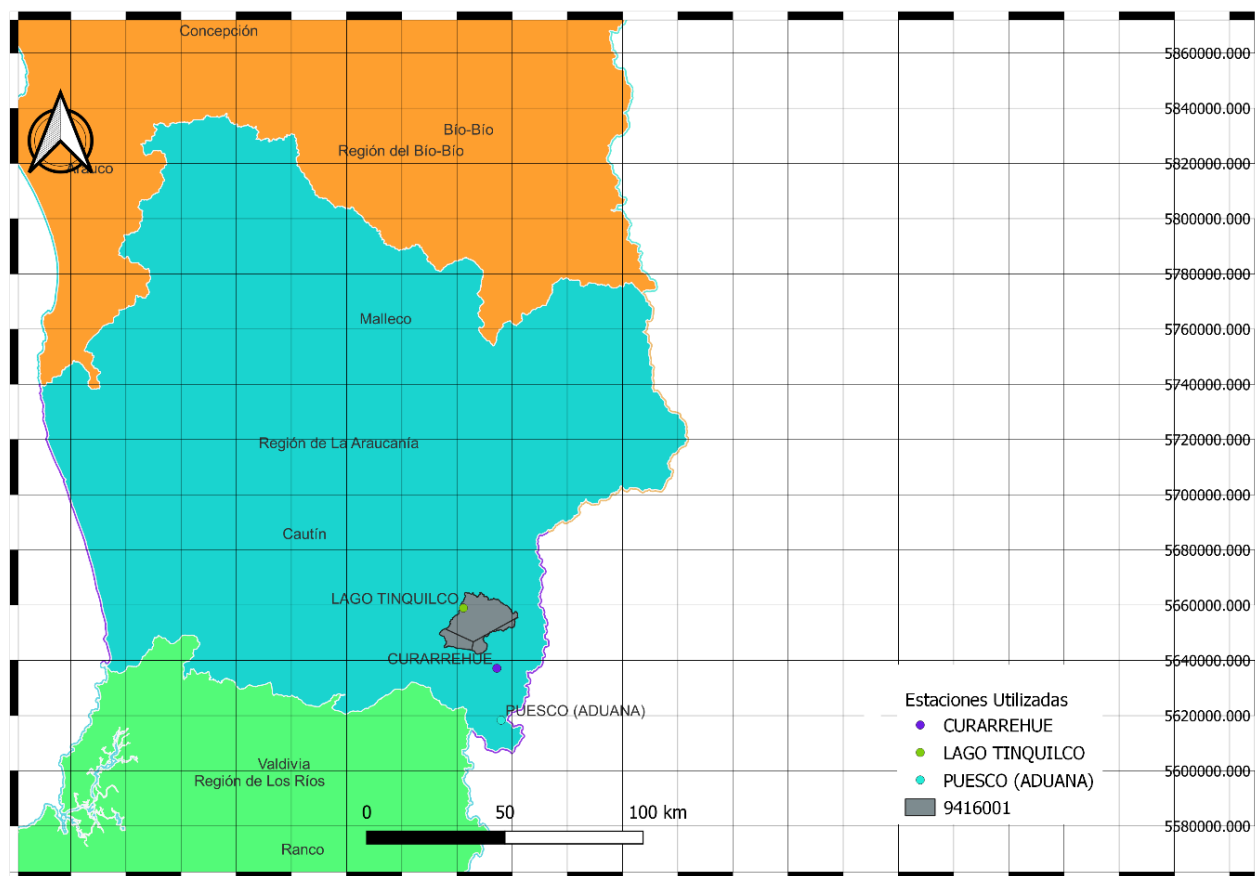 Concepción
5860000.000
5840000.000
Bío-Bío
Región del Bío-Bío
Arauco
5820000.000
5800000.000
5780000.000
Malleco
5760000.000
5740000.000
Región de La Araucanía
5720000.000
5700000.000
Cautín
5680000.000
LAGO TINQUILCO
5660000.000
CURARREHUE
5640000.000
PUESCO (ADUANA)
5620000.000
Valdivia
Región de Los Ríos
5600000.000
0 50 100 km
5580000.000
Ranco
Estaciones Utilizadas
CURARREHUE
LAGO TINQUILCO
PUESCO (ADUANA)
9416001